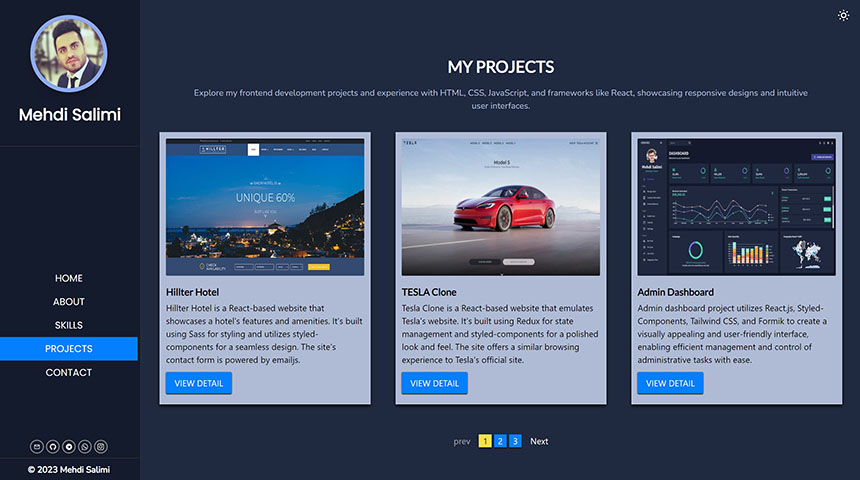 Mehdi Salimi
HOME
ABOUT
SKILLS
PROJECTS
CONTACT
© 2023 Mehdi Salimi
MY PROJECTS
Explore my frontend development projects and experience with HTML, CSS, JavaScript, and frameworks like React, showcasing responsive designs and intuitive
user interfaces.
HILLTER
UNIQUE 60%
Hillter Hotel
Hillter Hotel is a React-based website that
showcases a hotel's features and amenities. It's built
using Sass for styling and utilizes styled-
components for a seamless design. The site's
contact form is powered by emailjs.
VIEW DETAIL
TESLA
Model S
TESLA Clone
Tesla Clone is a React-based website that emulates
Tesla's website. It's built using Redux for state
management and styled-components for a polished
look and feel. The site offers a similar browsing
experience to Tesla's official site.
VIEW DETAIL
DASHBOARD
Mehdi Salimi
Admin Dashboard
Admin dashboard project utilizes React.js, Styled-
Components, Tailwind CSS, and Formik to create a
visually appealing and user-friendly interface,
enabling efficient management and control of
administrative tasks with ease.
VIEW DETAIL
prev 1 2 3 Next